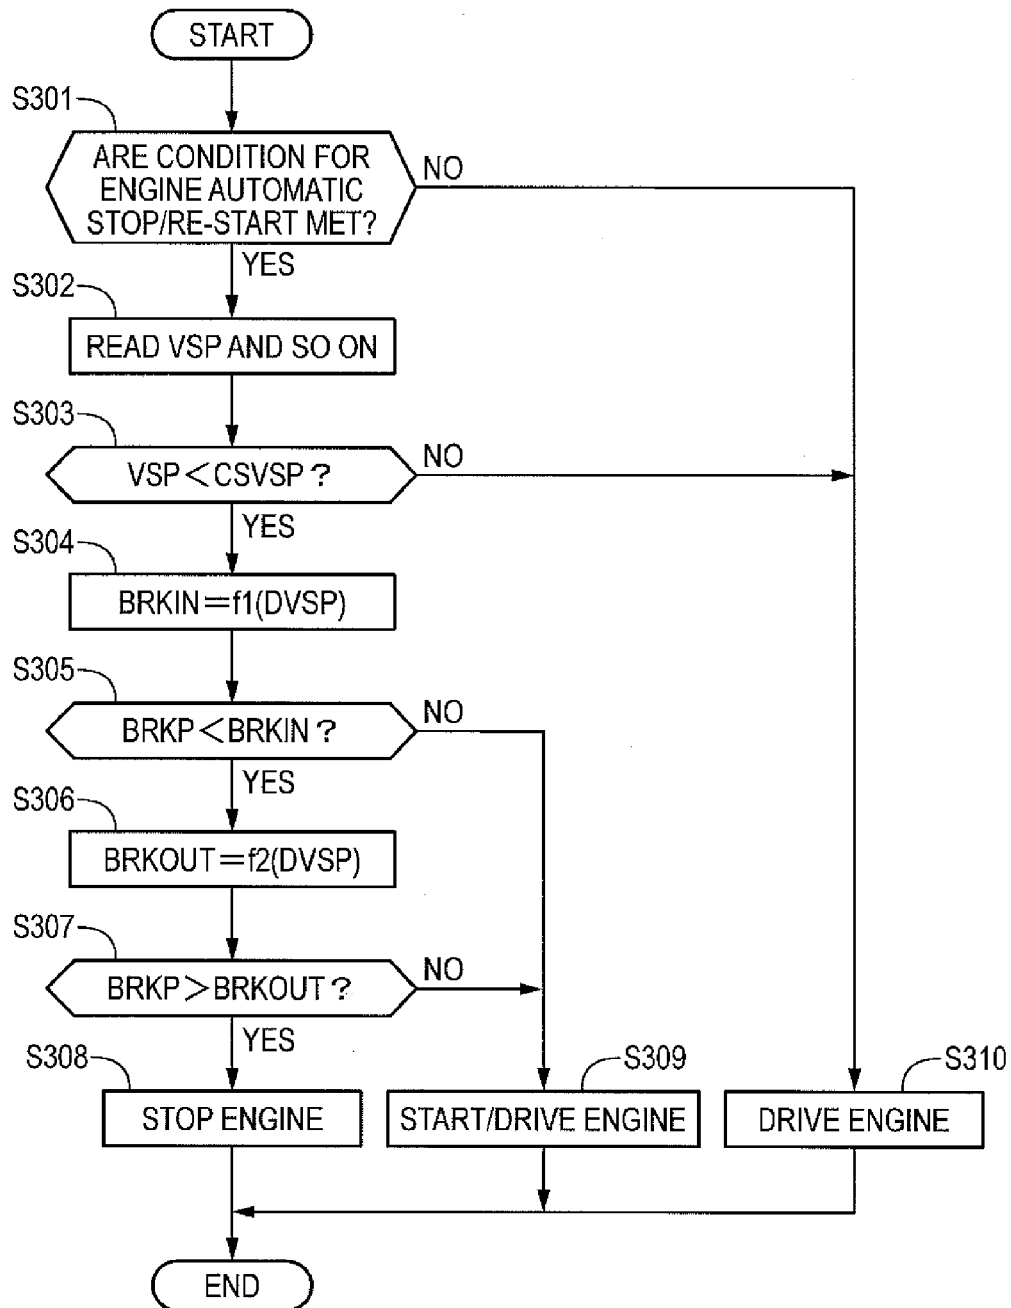 START
S301
ARE CONDITION FOR
ENGINE AUTOMATIC
STOP/RE-START MET?
NO
YES
S302
READ VSP AND SO ON
S303
VSP<CSVSP?
NO
YES
S304
BRKIN=f1(DVSP)
S305
BRKP<BRKIN?
NO
YES
S306
BRKOUT=f2(DVSP)
S307
BRKP>BRKOUT?
NO
YES
S308
STOP ENGINE
S309
START/DRIVE ENGINE
S310
DRIVE ENGINE
END